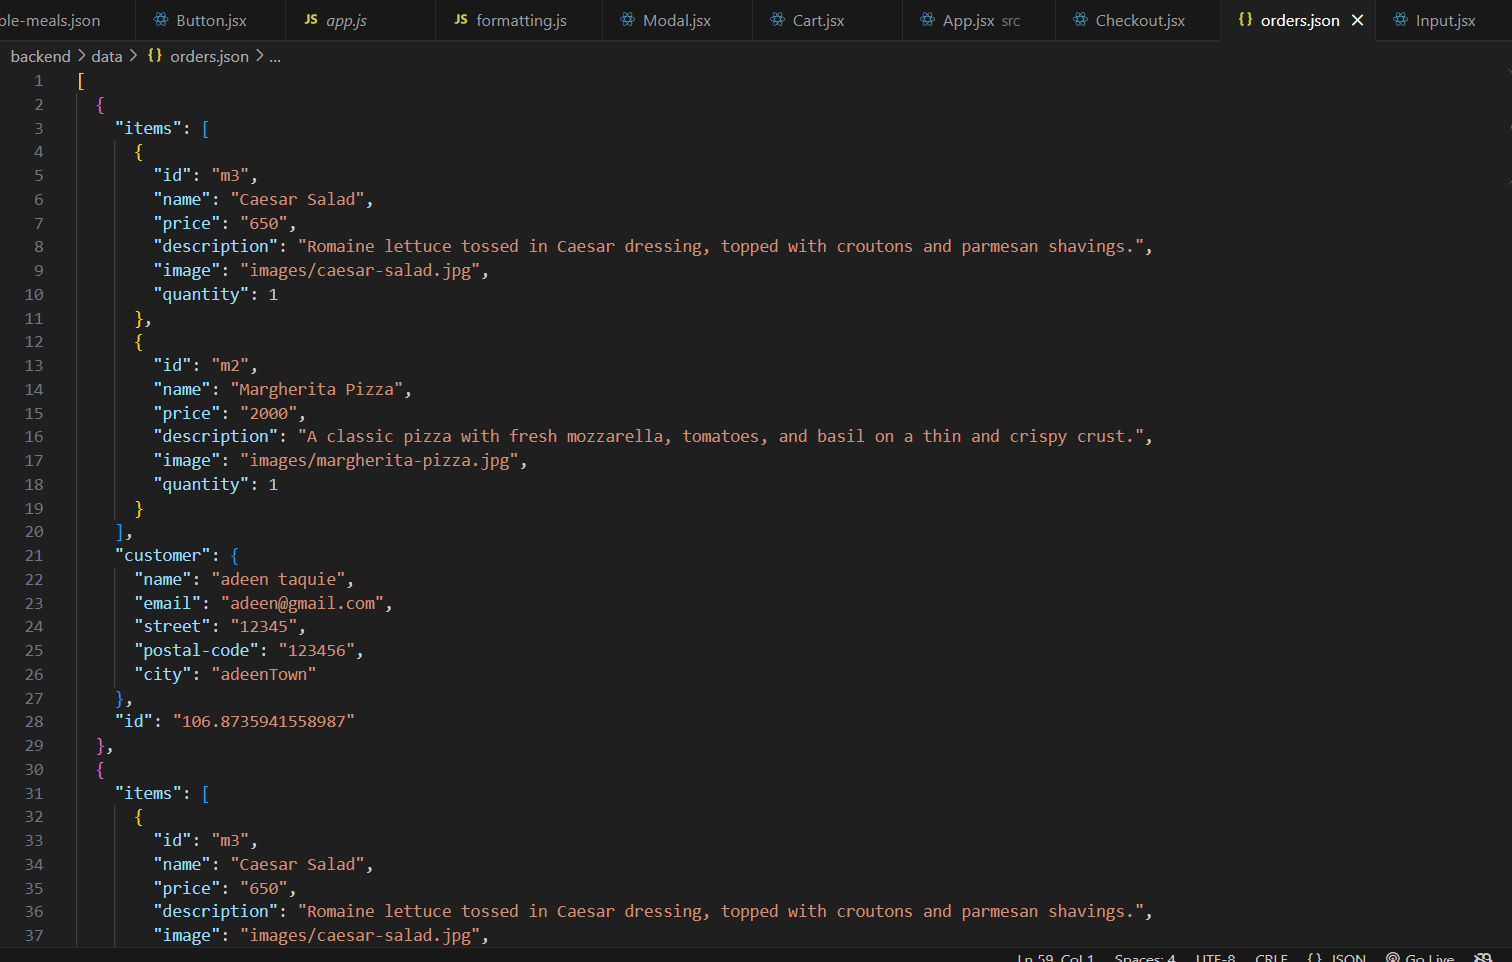 ble-meals.json Button.jsx JS app.js JS formatting.js Modal.jsx Cart.jsx App.jsx src Checkout.jsx {} orders.json Input.jsx
backend > data > {} orders.json > ...
1 [
2 {
3 "items": [
4 {
5 "id": "m3",
6 "name": "Caesar Salad",
7 "price": "650",
8 "description": "Romaine lettuce tossed in Caesar dressing, topped with croutons and parmesan shavings.",
9 "image": "images/caesar-salad.jpg",
10 "quantity": 1
11 },
12 {
13 "id": "m2",
14 "name": "Margherita Pizza",
15 "price": "2000",
16 "description": "A classic pizza with fresh mozzarella, tomatoes, and basil on a thin and crispy crust.",
17 "image": "images/margherita-pizza.jpg",
18 "quantity": 1
19 }
20 ],
21 "customer": {
22 "name": "adeen taquie",
23 "email": "adeen@gmail.com",
24 "street": "12345",
25 "postal-code": "123456",
26 "city": "adeenTown"
27 },
28 "id": "106.8735941558987"
29 },
30 {
31 "items": [
32 {
33 "id": "m3",
34 "name": "Caesar Salad",
35 "price": "650",
36 "description": "Romaine lettuce tossed in Caesar dressing, topped with croutons and parmesan shavings.",
37 "image": "images/caesar-salad.jpg",
Ln 59, Col 1 Spaces: 4 UTF-8 CRLF {} JSON Go Live